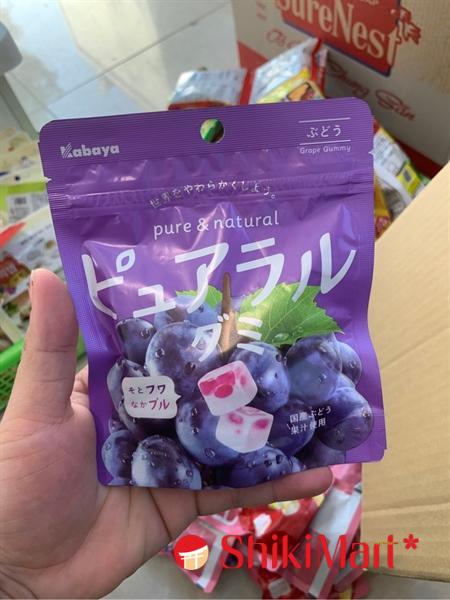 SureNest
Kabaya
ぶどう
Grape Gummy
世界をやわらかくしよう。
pure & natural
ピュアラル
グミ
そとフワ
なかプル
国産ぶどう
果汁使用
ShikiMart*